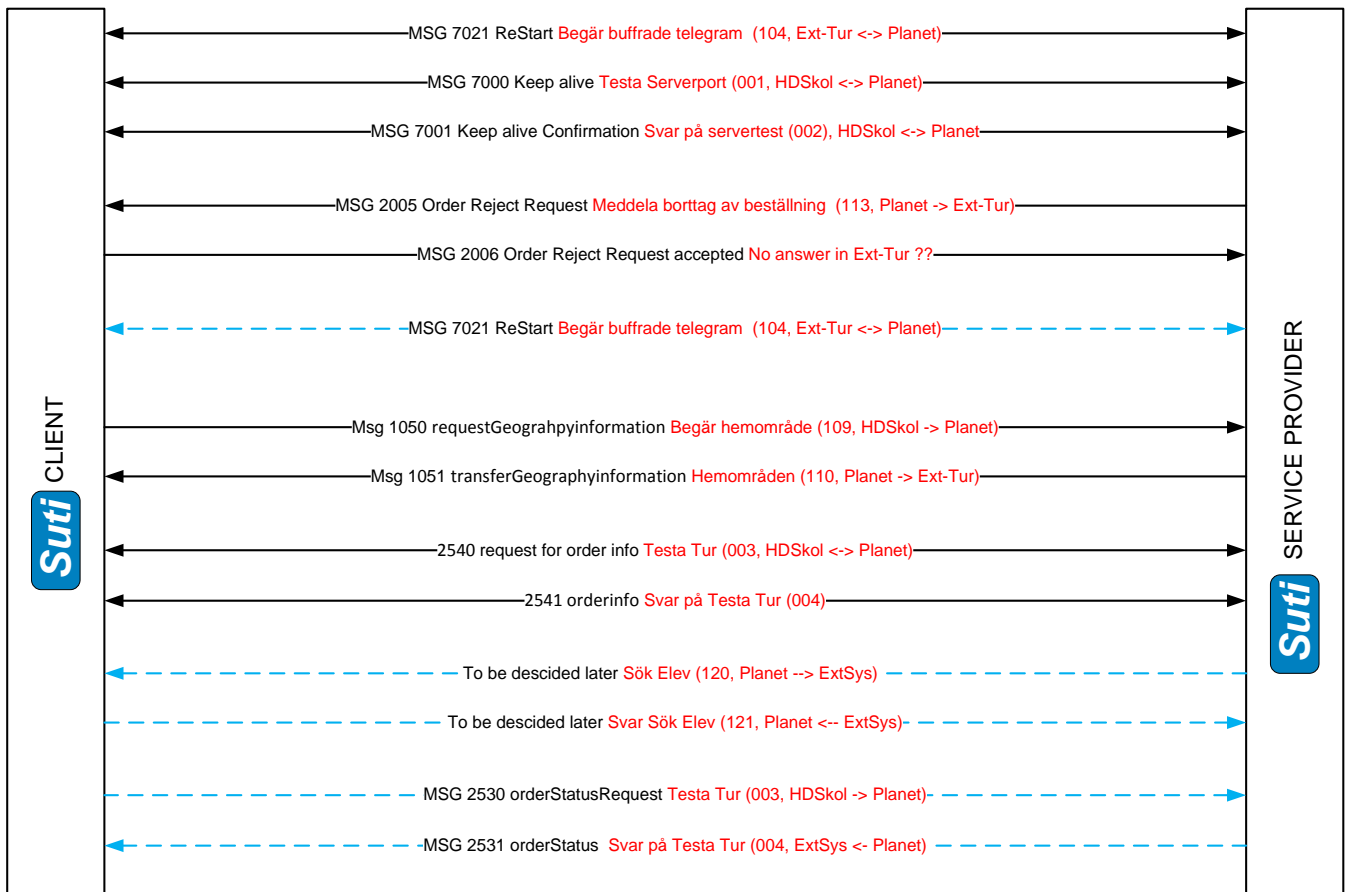 MSG 7021 ReStart Begär buffrade telegram (104, Ext-Tur <-> Planet)
MSG 7000 Keep alive Testa Serverport (001, HDSkol <-> Planet)
MSG 7001 Keep alive Confirmation Svar på servertest (002), HDSkol <-> Planet
MSG 2005 Order Reject Request Meddela borttag av beställning (113, Planet -> Ext-Tur)
MSG 2006 Order Reject Request accepted No answer in Ext-Tur ??
MSG 7021 ReStart Begär buffrade telegram (104, Ext-Tur <-> Planet)
Msg 1050 requestGeograhpyinformation Begär hemområde (109, HDSkol -> Planet)
Msg 1051 transferGeographyinformation Hemområden (110, Planet -> Ext-Tur)
2540 request for order info Testa Tur (003, HDSkol <-> Planet)
2541 orderinfo Svar på Testa Tur (004)
To be descided later Sök Elev (120, Planet --> ExtSys)
To be descided later Svar Sök Elev (121, Planet <-- ExtSys)
MSG 2530 orderStatusRequest Testa Tur (003, HDSkol -> Planet)
MSG 2531 orderStatus Svar på Testa Tur (004, ExtSys <- Planet)
Suti CLIENT
Suti SERVICE PROVIDER